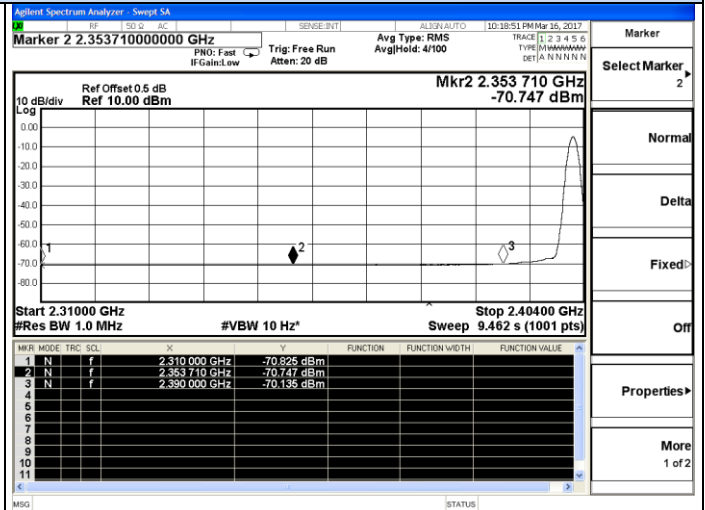 Agilent Spectrum Analyzer - Swept SA
LXI RF 50 Ω AC SENSE:INT ALIGN AUTO 10:18:51 PM Mar 16, 2017
Marker 2 2.353710000000 GHz
PNO: Fast Trig: Free Run
IFGain:Low Atten: 20 dB
Avg Type: RMS
Avg|Hold: 4/100
TRACE 1 2 3 4 5 6
TYPE MWWWWW
DET A N N N N N
Ref Offset 0.5 dB
10 dB/div Ref 10.00 dBm
Log
Mkr2 2.353 710 GHz
-70.747 dBm
0.00
-10.0
-20.0
-30.0
-40.0
-50.0
-60.0
-70.0
-80.0
1
2
3
Start 2.31000 GHz Stop 2.40400 GHz
#Res BW 1.0 MHz #VBW 10 Hz* Sweep 9.462 s (1001 pts)
MKR MODE TRC SCL X Y FUNCTION FUNCTION WIDTH FUNCTION VALUE
1 N f 2.310 000 GHz -70.825 dBm
2 N f 2.353 710 GHz -70.747 dBm
3 N f 2.390 000 GHz -70.135 dBm
4
5
6
7
8
9
10
11
MSG STATUS
Marker
Select Marker
2
Normal
Delta
Fixed
Off
Properties
More
1 of 2